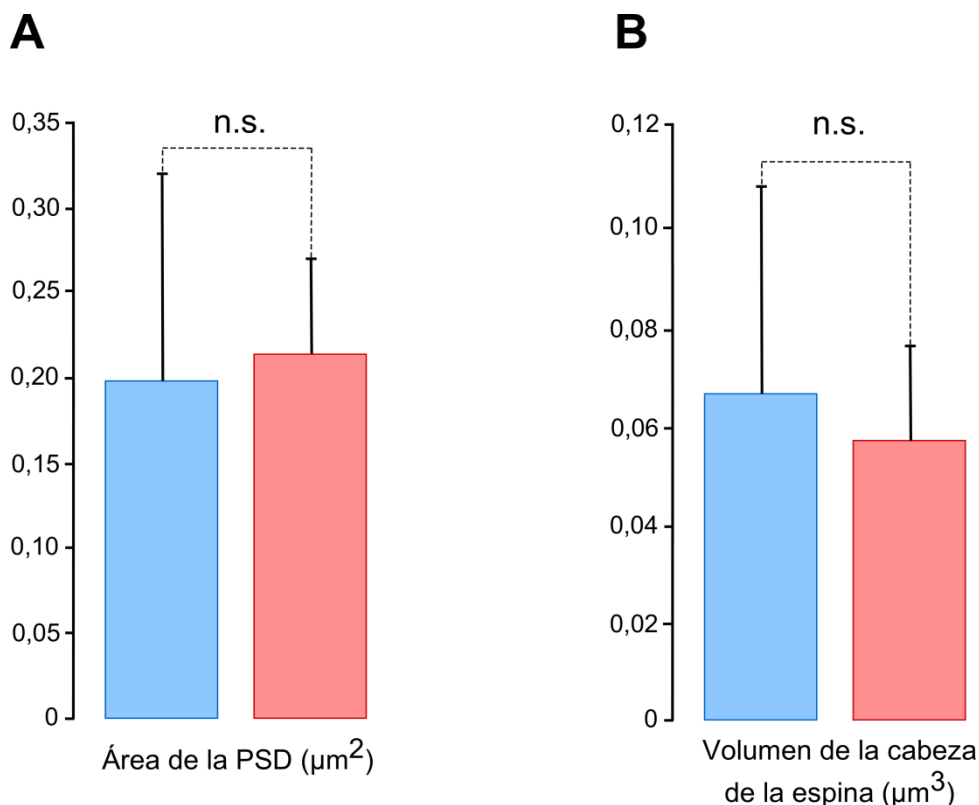 A
n.s.
0,35
0,30
0,25
0,20
0,15
0,10
0,05
0
Área de la PSD (µm²)
B
n.s.
0,12
0,10
0,08
0,06
0,04
0,02
0
Volumen de la cabeza
de la espina (µm³)